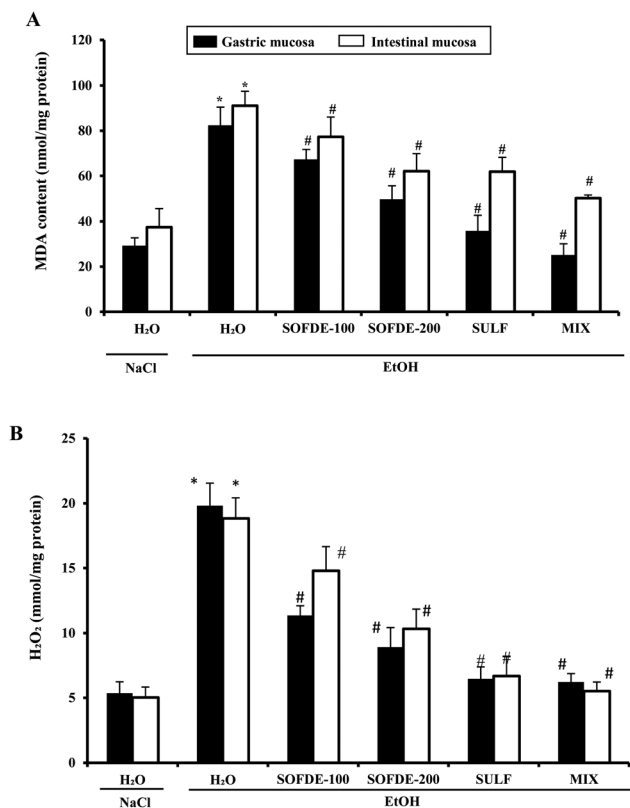 A
Gastric mucosa Intestinal mucosa
MDA content (nmol/mg protein)
120
100
80
60
40
20
0
* * # # # # # # # #
H₂O H₂O SOFDE-100 SOFDE-200 SULF MIX
NaCl EtOH
B
H₂O₂ (mmol/mg protein)
25
20
15
10
5
0
* * # # # # # # # #
H₂O H₂O SOFDE-100 SOFDE-200 SULF MIX
NaCl EtOH